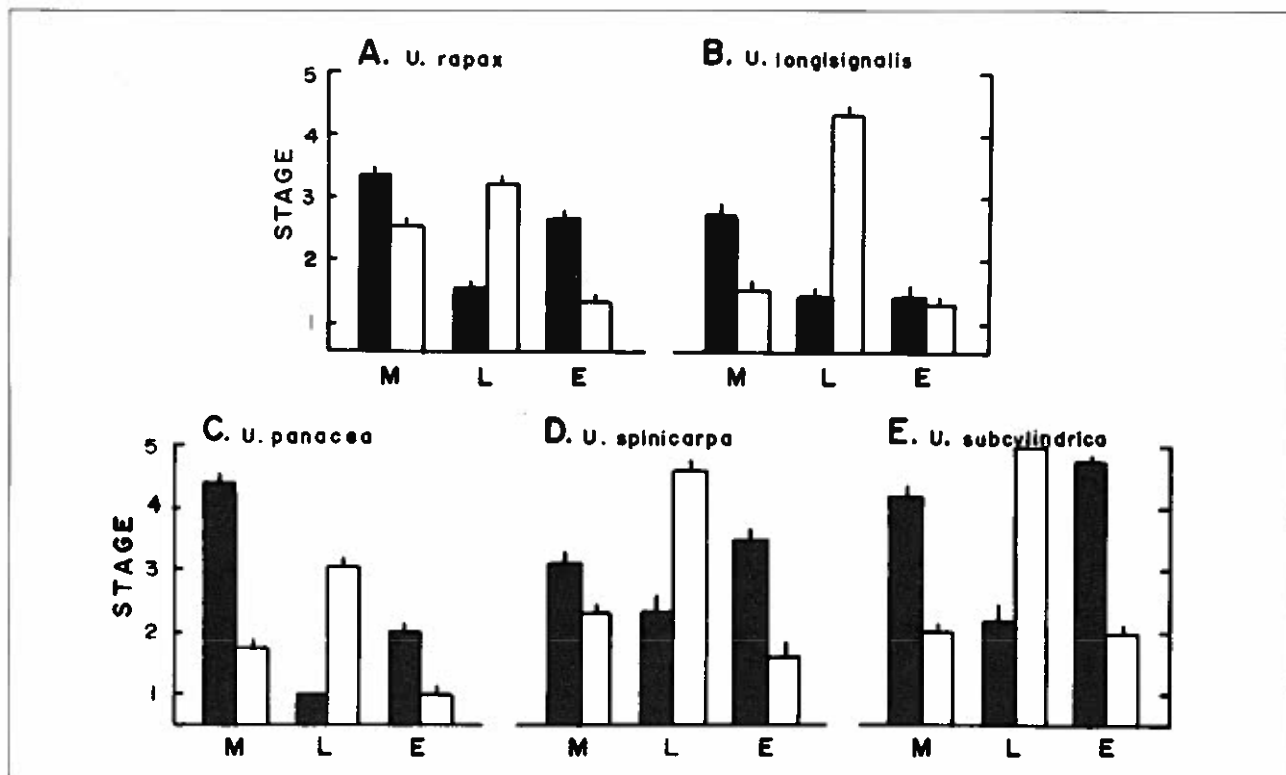 A. U. rapax
B. U. longisignalis
STAGE
5
4
3
2
1
M L E
M L E
C. U. panacea
D. U. spinicarpa
E. U. subcylindrica
STAGE
5
4
3
2
1
M L E
M L E
M L E